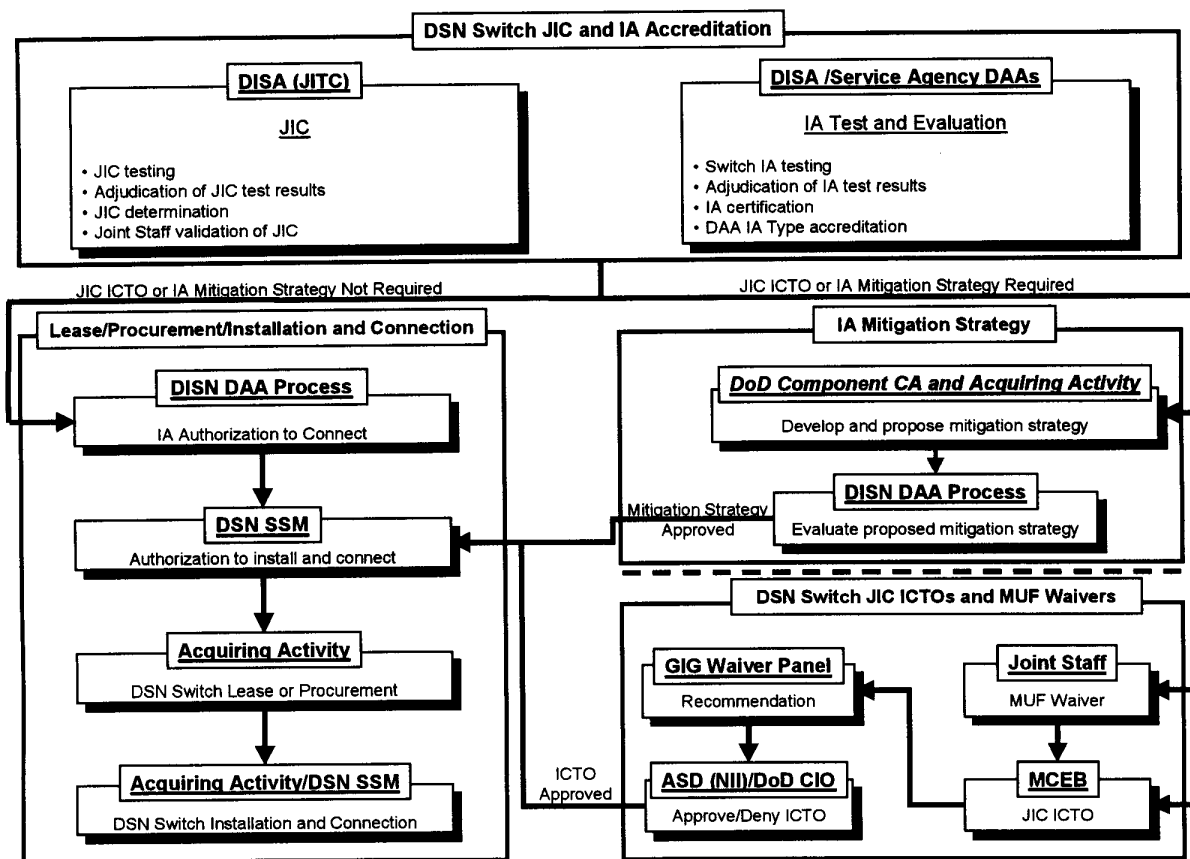 DSN Switch JIC and IA Accreditation
DISA (JITC)
JIC
• JIC testing
• Adjudication of JIC test results
• JIC determination
• Joint Staff validation of JIC
DISA /Service Agency DAAs
IA Test and Evaluation
• Switch IA testing
• Adjudication of IA test results
• IA certification
• DAA IA Type accreditation
JIC ICTO or IA Mitigation Strategy Not Required
JIC ICTO or IA Mitigation Strategy Required
Lease/Procurement/Installation and Connection
DISN DAA Process
IA Authorization to Connect
DSN SSM
Authorization to install and connect
Acquiring Activity
DSN Switch Lease or Procurement
Acquiring Activity/DSN SSM
DSN Switch Installation and Connection
IA Mitigation Strategy
DoD Component CA and Acquiring Activity
Develop and propose mitigation strategy
DISN DAA Process
Evaluate proposed mitigation strategy
Mitigation Strategy
Approved
DSN Switch JIC ICTOs and MUF Waivers
GIG Waiver Panel
Recommendation
Joint Staff
MUF Waiver
ASD (NII)/DoD CIO
Approve/Deny ICTO
MCEB
JIC ICTO
ICTO
Approved